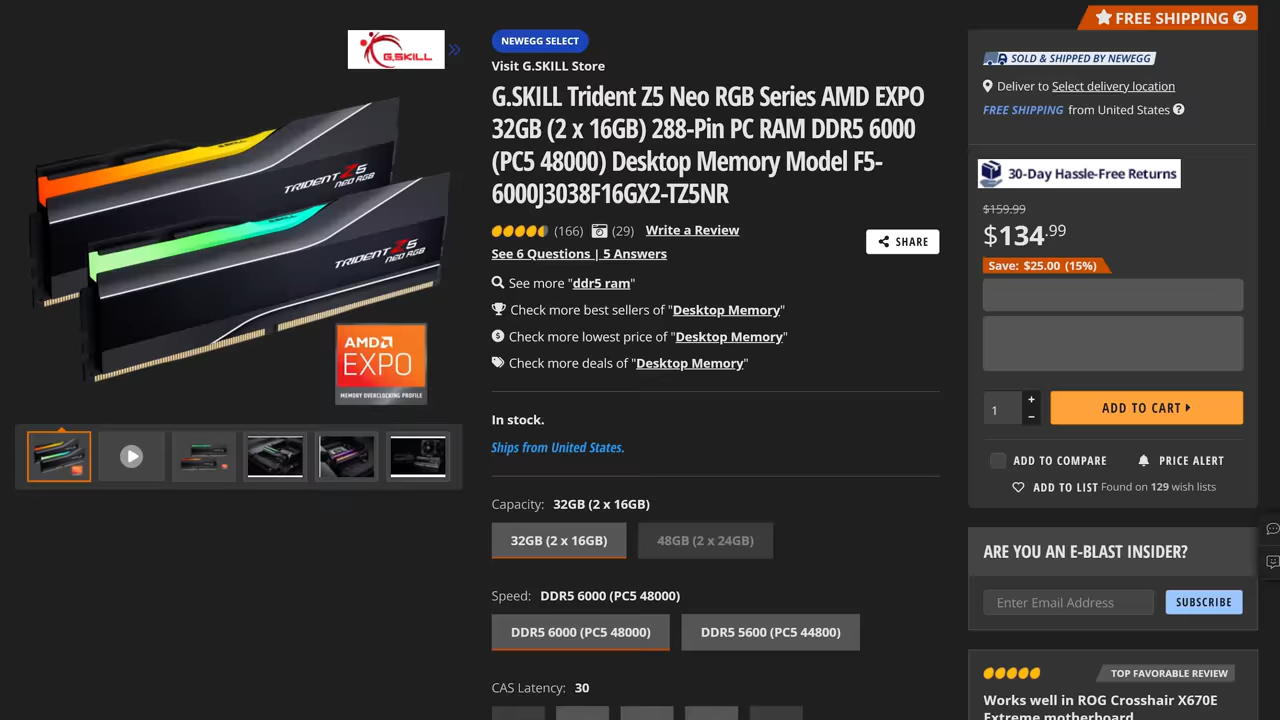 FREE SHIPPING
G.SKILL
NEWEGG SELECT
Visit G.SKILL Store
G.SKILL Trident Z5 Neo RGB Series AMD EXPO
32GB (2 x 16GB) 288-Pin PC RAM DDR5 6000
(PC5 48000) Desktop Memory Model F5-
6000J3038F16GX2-TZ5NR
(166) (29) Write a Review
SHARE
See 6 Questions | 5 Answers
See more "ddr5 ram"
Check more best sellers of "Desktop Memory"
Check more lowest price of "Desktop Memory"
Check more deals of "Desktop Memory"
TRIDENT Z5
NEO RGB
TRIDENT Z5
NEO RGB
AMD
EXPO
MEMORY OVERCLOCKING PROFILE
In stock.
Ships from United States.
Capacity: 32GB (2 x 16GB)
32GB (2 x 16GB) 48GB (2 x 24GB)
Speed: DDR5 6000 (PC5 48000)
DDR5 6000 (PC5 48000) DDR5 5600 (PC5 44800)
CAS Latency: 30
SOLD & SHIPPED BY NEWEGG
Deliver to Select delivery location
FREE SHIPPING from United States
30-Day Hassle-Free Returns
$159.99
$134.99
Save: $25.00 (15%)
1 + −
ADD TO CART
ADD TO COMPARE PRICE ALERT
ADD TO LIST Found on 129 wish lists
ARE YOU AN E-BLAST INSIDER?
Enter Email Address SUBSCRIBE
TOP FAVORABLE REVIEW
Works well in ROG Crosshair X670E
Extreme motherboard